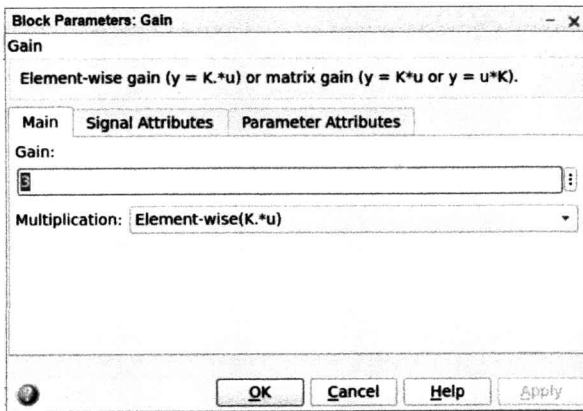 Block Parameters: Gain
Gain
Element-wise gain (y = K.*u) or matrix gain (y = K*u or y = u*K).
Main Signal Attributes Parameter Attributes
Gain:
3
Multiplication: Element-wise(K.*u)
OK Cancel Help Apply